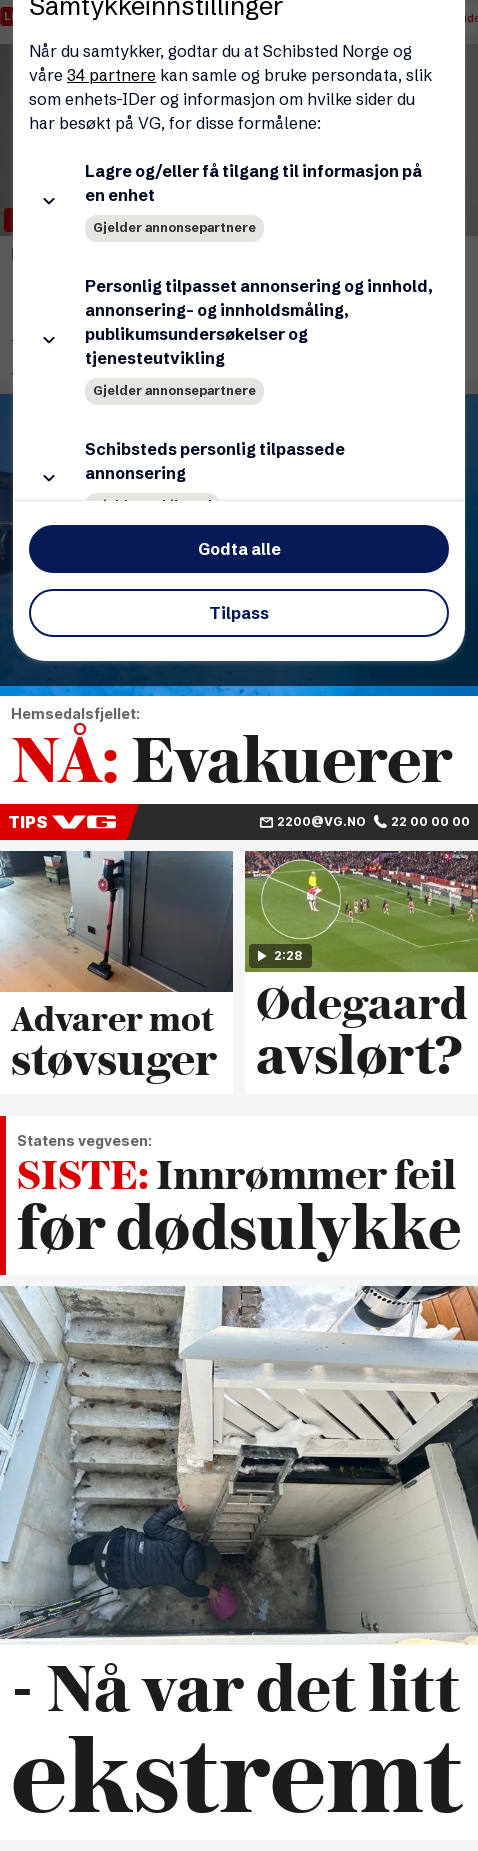 Samtykkeinnstillinger
Når du samtykker, godtar du at Schibsted Norge og
våre 34 partnere kan samle og bruke persondata, slik
som enhets-IDer og informasjon om hvilke sider du
har besøkt på VG, for disse formålene:
Lagre og/eller få tilgang til informasjon på
en enhet
Gjelder annonsepartnere
Personlig tilpasset annonsering og innhold,
annonsering- og innholdsmåling,
publikumsundersøkelser og
tjenesteutvikling
Gjelder annonsepartnere
Schibsteds personlig tilpassede
annonsering
Godta alle
Tilpass
Hemsedalsfjellet:
NÅ: Evakuerer
TIPS VG 2200@VG.NO 22 00 00 00
2:28
Advarer mot
støvsuger
Ødegaard
avslørt?
Statens vegvesen:
SISTE: Innrømmer feil
før dødsulykke
- Nå var det litt
ekstremt